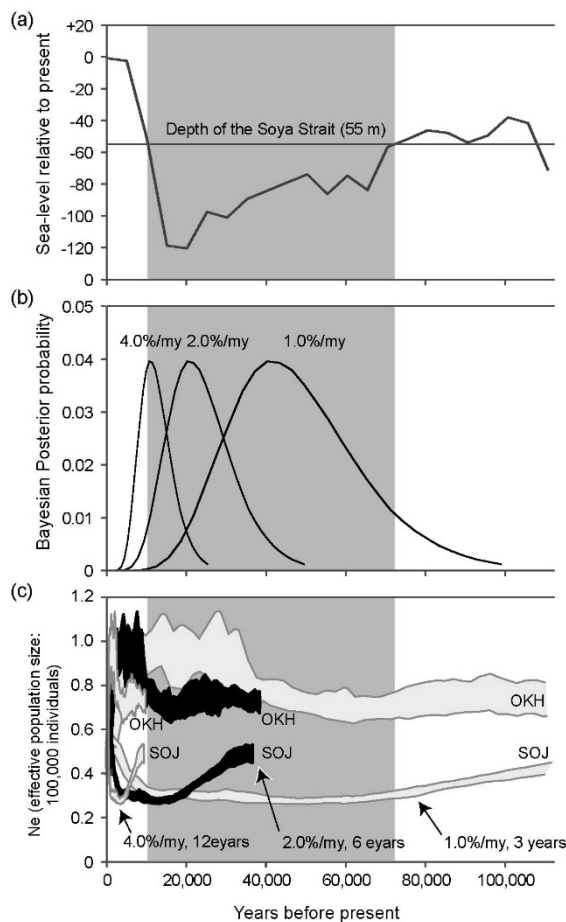 (a)
Sea-level relative to present
+20
0
-20
-40
-60
-80
-100
-120
0
Depth of the Soya Strait (55 m)
(b)
Bayesian Posterior probability
0.05
0.04
0.03
0.02
0.01
0
4.0%/my 2.0%/my 1.0%/my
(c)
Ne (effective population size:
100,000 individuals)
1.2
1.0
0.8
0.6
0.4
0.2
0
OKH
OKH
OKH
SOJ
SOJ
SOJ
4.0%/my, 12eyars
2.0%/my, 6 eyars
1.0%/my, 3 years
0 20,000 40,000 60,000 80,000 100,000
Years before present